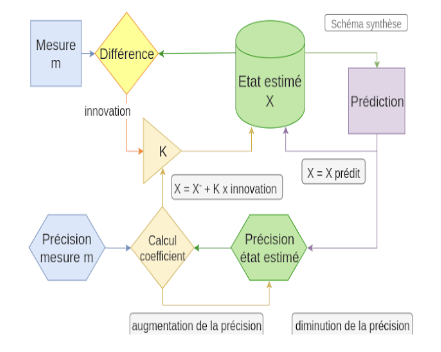 Schéma synthèse
Mesure
m
Différence
Etat estimé
X
Prédiction
innovation
K
X = X prédit
X = X⁻ + K x innovation
Précision
mesure m
Calcul
coefficient
Précision
état estimé
augmentation de la précision
diminution de la précision